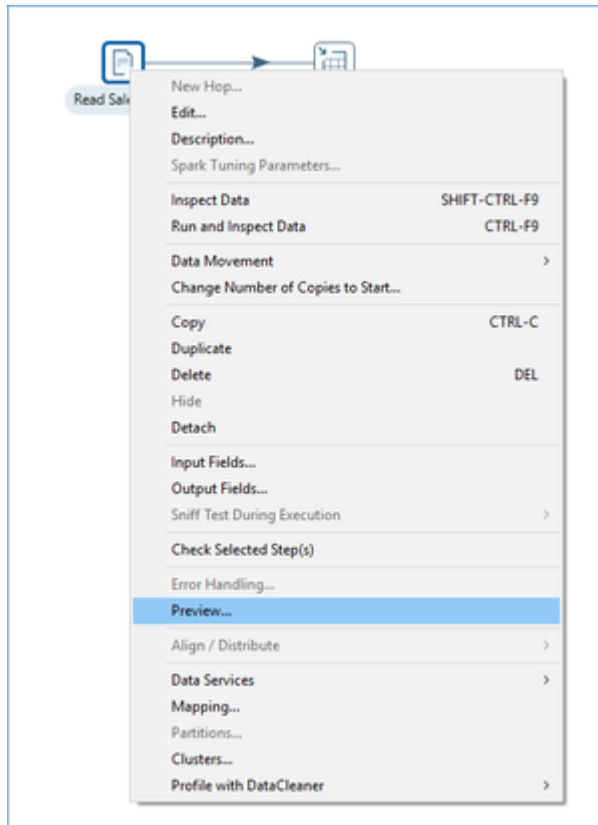 Read Sale
New Hop...
Edit...
Description...
Spark Tuning Parameters...
Inspect Data SHIFT-CTRL-F9
Run and Inspect Data CTRL-F9
Data Movement
Change Number of Copies to Start...
Copy CTRL-C
Duplicate
Delete DEL
Hide
Detach
Input Fields...
Output Fields...
Sniff Test During Execution
Check Selected Step(s)
Error Handling...
Preview...
Align / Distribute
Data Services
Mapping...
Partitions...
Clusters...
Profile with DataCleaner